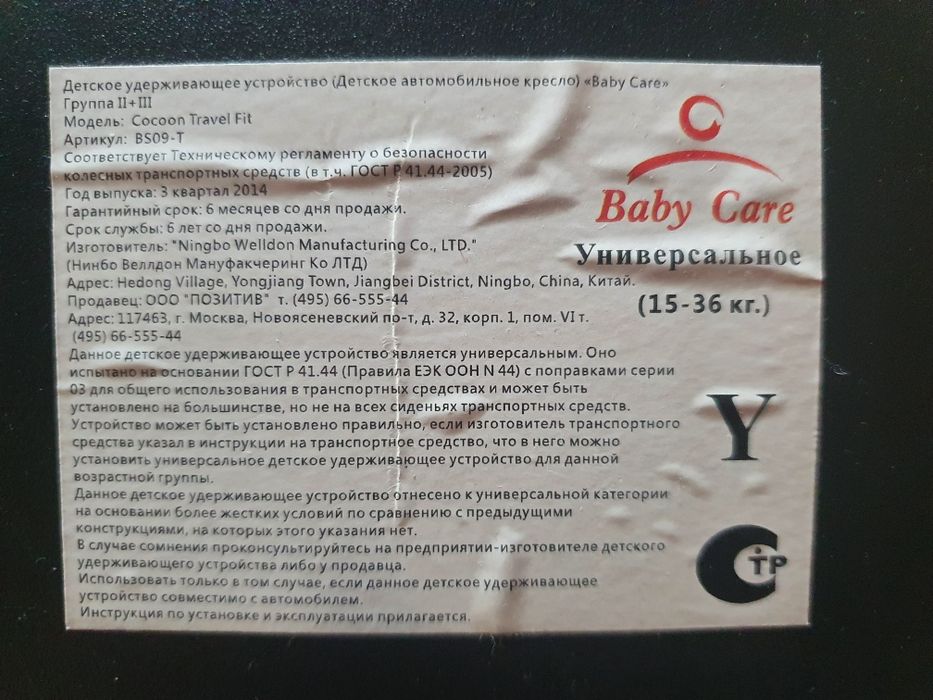 Детское удерживающее устройство (Детское автомобильное кресло) «Baby Care»
Группа II+III
Модель: Cocoon Travel Fit
Артикул: BS09-T
Соответствует Техническому регламенту о безопасности
колесных транспортных средств (в т.ч. ГОСТ Р 41.44-2005)
Год выпуска: 3 квартал 2014
Гарантийный срок: 6 месяцев со дня продажи.
Срок службы: 6 лет со дня продажи.
Изготовитель: "Ningbo Welldon Manufacturing Co., LTD."
(Нинбо Веллдон Мануфакчеринг Ко ЛТД)
Адрес: Hedong Village, Yongjiang Town, Jiangbei District, Ningbo, China, Китай.
Продавец: ООО "ПОЗИТИВ" т. (495) 66-555-44
Адрес: 117463, г. Москва, Новоясеневский по-т, д. 32, корп. 1, пом. VI т.
(495) 66-555-44
Данное детское удерживающее устройство является универсальным. Оно
испытано на основании ГОСТ Р 41.44 (Правила ЕЭК ООН N 44) с поправками серии
03 для общего использования в транспортных средствах и может быть
установлено на большинстве, но не на всех сиденьях транспортных средств.
Устройство может быть установлено правильно, если изготовитель транспортного
средства указал в инструкции на транспортное средство, что в него можно
установить универсальное детское удерживающее устройство для данной
возрастной группы.
Данное детское удерживающее устройство отнесено к универсальной категории
на основании более жестких условий по сравнению с предыдущими
конструкциями, на которых этого указания нет.
В случае сомнения проконсультируйтесь на предприятии-изготовителе детского
удерживающего устройства либо у продавца.
Использовать только в том случае, если данное детское удерживающее
устройство совместимо с автомобилем.
Инструкция по установке и эксплуатации прилагается.
Baby Care
Универсальное
(15-36 кг.)
Y
СТР